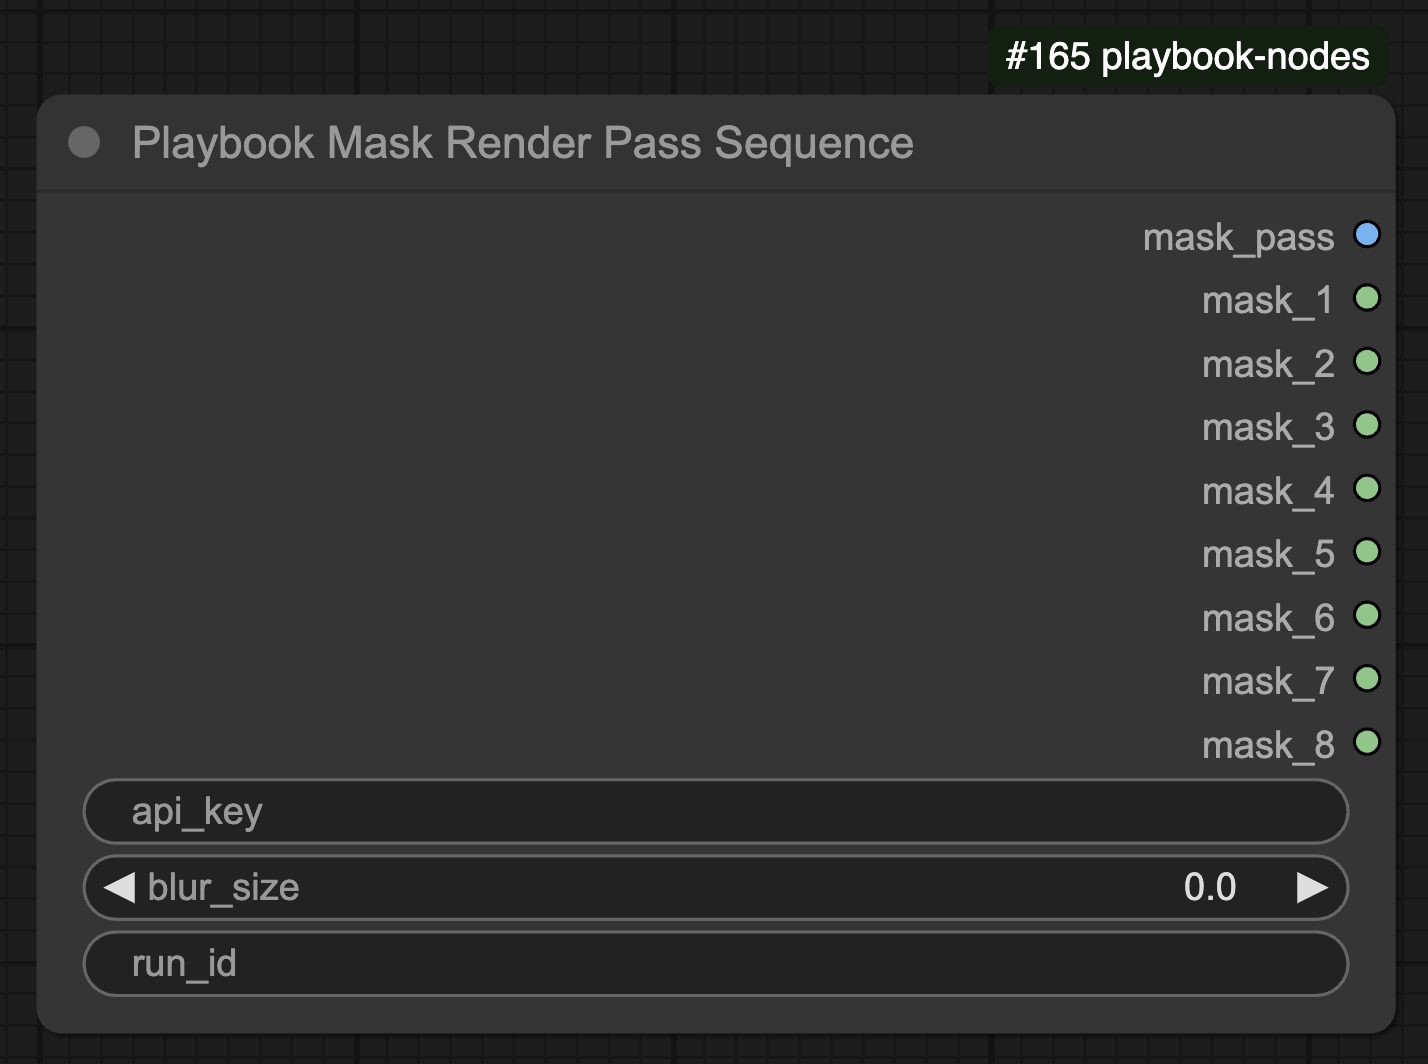 #165 playbook-nodes
Playbook Mask Render Pass Sequence
mask_pass
mask_1
mask_2
mask_3
mask_4
mask_5
mask_6
mask_7
mask_8
api_key
blur_size 0.0
run_id